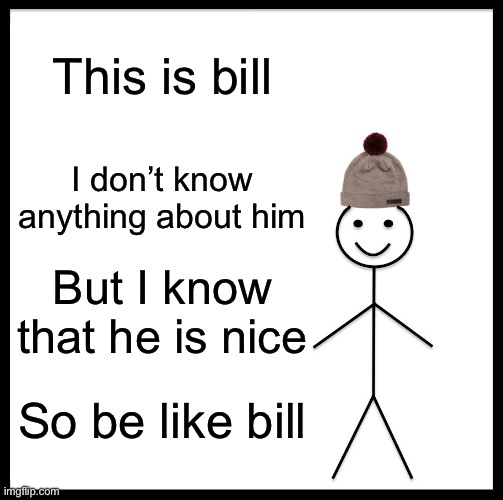 This is bill
I don’t know
anything about him
But I know
that he is nice
So be like bill
imgflip.com